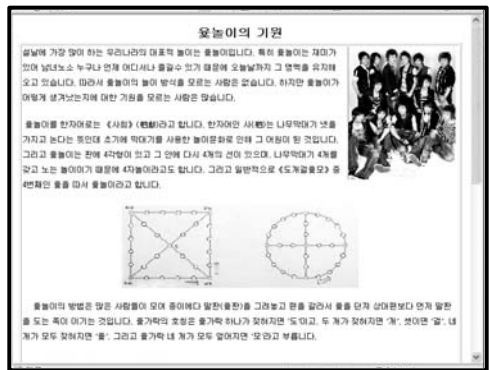 윷놀이의 기원
설날에 가장 많이 하는 우리나라의 대표적 놀이는 윷놀이입니다. 특히 윷놀이는 재미가
있어 남녀노소 누구나 언제 어디서나 즐길수 있기 때문에 오늘날까지 그 명맥을 유지해
오고 있습니다. 따라서 윷놀이의 놀이 방식을 모르는 사람은 없습니다. 하지만 윷놀이가
어떻게 생겨났는지에 대한 기원을 모르는 사람은 많습니다.
윷놀이를 한자어로는 《사희》 (柶戱)라고 합니다. 한자어인 사(柶)는 나무막대기 넷을
가지고 논다는 뜻인데 초기에 막대기를 사용한 놀이문화로 인해 그 어원이 된 것입니다.
그리고 윷놀이는 판에 4각형이 있고 그 안에 다시 4개의 선이 있으며, 나무막대기 4개를
갖고 노는 놀이이기 때문에 4자놀이라고도 합니다. 그리고 일반적으로 《도개걸윷모》 중
4번째인 윷을 따서 윷놀이라고 합니다.
윷놀이의 방법은 많은 사람들이 모여 종이에다 말판(윷판)을 그려놓고 편을 갈라서 윷을 던져 상대편보다 먼저 말판
을 도는 쪽이 이기는 것입니다. 윷가락의 호칭은 윷가락 하나가 젖혀지면 '도'이고, 두 개가 젖혀지면 '개', 셋이면 '걸', 네
개가 모두 젖혀지면 '윷', 그리고 윷가락 네 개가 모두 엎어지면 '모'라고 부릅니다.